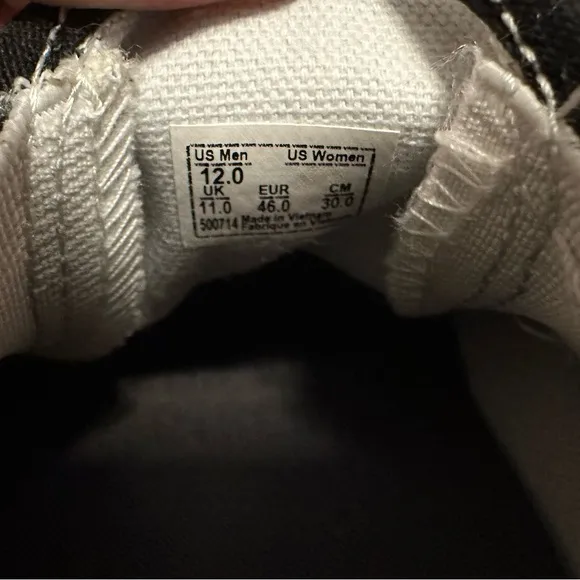 US Men US Women
12.0
UK EUR CM
11.0 46.0 30.0
500714 Made in Vietnam
Fabrique en